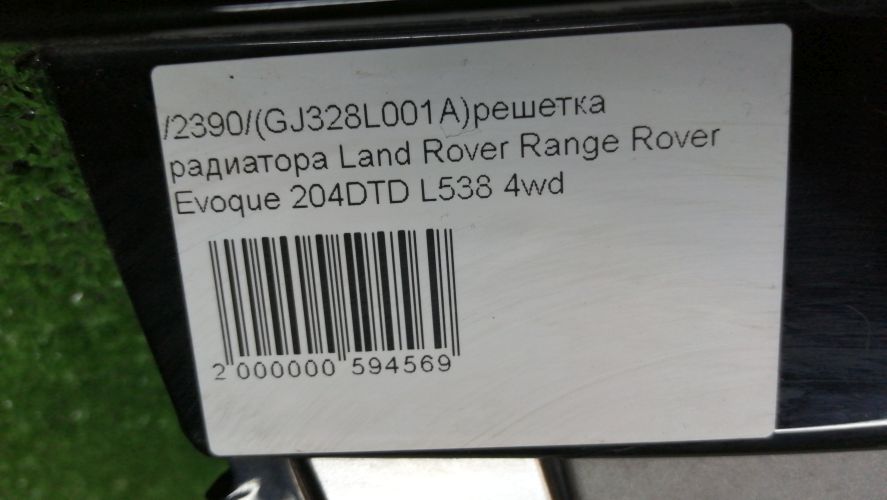 /2390/(GJ328L001A)решетка
радиатора Land Rover Range Rover
Evoque 204DTD L538 4wd
2 000000 594569